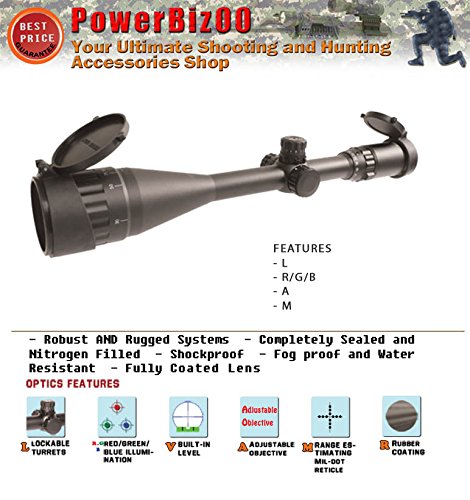 BEST
PRICE
GUARANTEE
PowerBiz00
Your Ultimate Shooting and Hunting
Accessories Shop
FEATURES
- L
- R/G/B
- A
- M
- Robust AND Rugged Systems - Completely Sealed and
Nitrogen Filled - Shockproof - Fog proof and Water
Resistant - Fully Coated Lens
OPTICS FEATURES
LOCKABLE
TURRETS
RED/GREEN/
BLUE ILLUMI-
NATION
V BUILT-IN
LEVEL
Adjustable
Objective
A ADJUSTABLE
OBJECTIVE
M RANGE ES-
TIMATING
MIL-DOT
RETICLE
R RUBBER
COATING